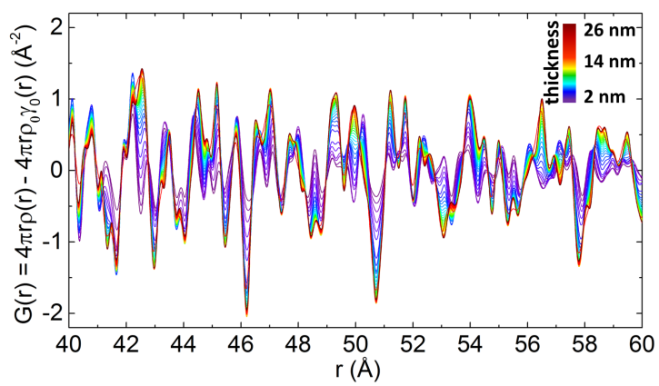 G(r) = 4πrρ(r) - 4πrρ₀γ₀(r) (Å⁻²)
2
1
0
-1
-2
40 42 44 46 48 50 52 54 56 58 60
r (Å)
thickness
26 nm
14 nm
2 nm